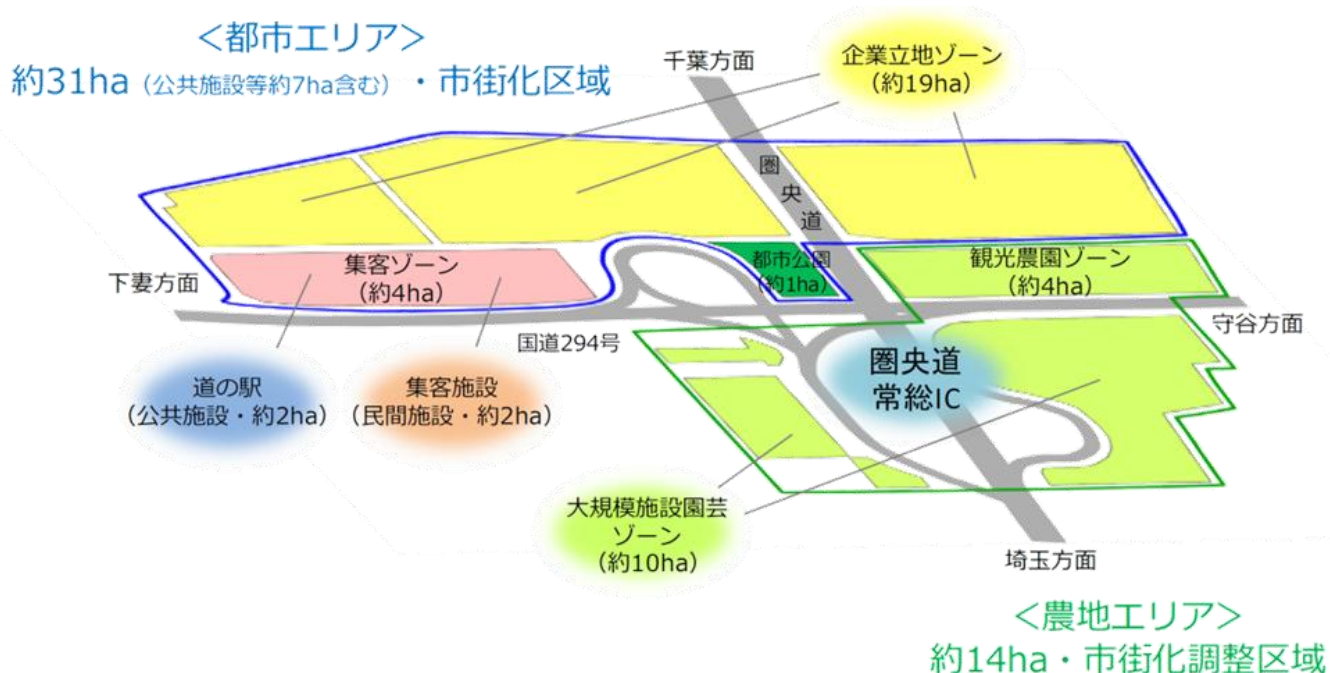 ＜都市エリア＞
約31ha（公共施設等約7ha含む）・市街化区域
千葉方面
企業立地ゾーン
（約19ha）
圏央道
下妻方面
集客ゾーン
（約4ha）
都市公園
（約1ha）
観光農園ゾーン
（約4ha）
守谷方面
国道294号
圏央道
常総IC
道の駅
（公共施設・約2ha）
集客施設
（民間施設・約2ha）
大規模施設園芸
ゾーン
（約10ha）
埼玉方面
＜農地エリア＞
約14ha・市街化調整区域